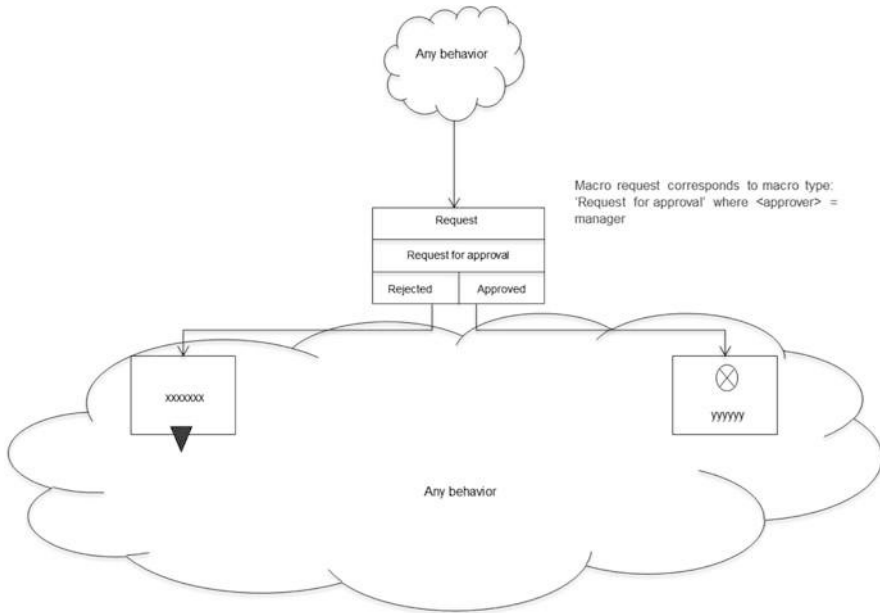 Any behavior
Macro request corresponds to macro type:
'Request for approval' where <approver> =
manager
Request
Request for approval
Rejected Approved
xxxxxxx
yyyyyy
Any behavior